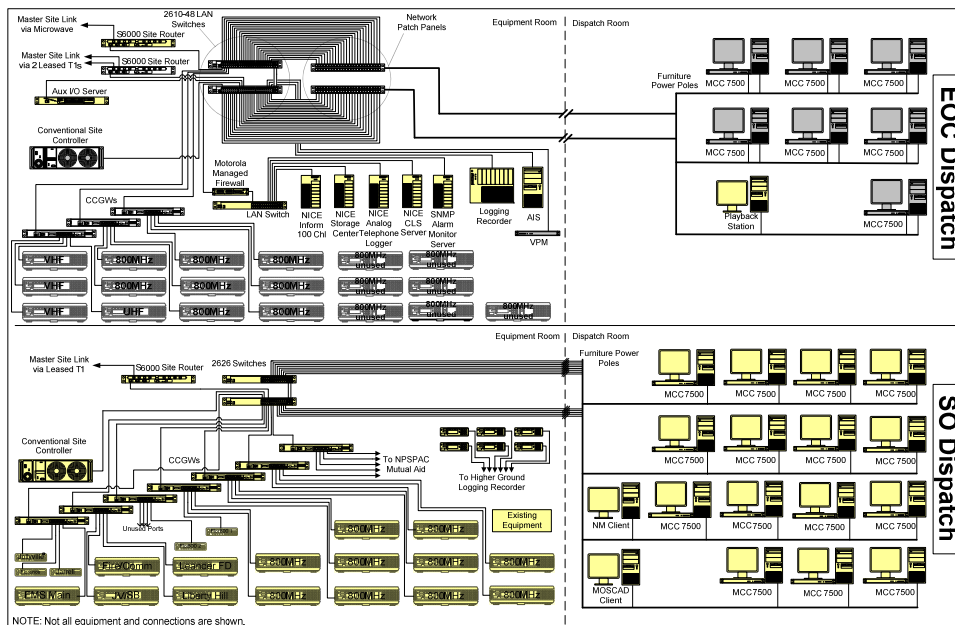 Master Site Link
via Microwave
S6000 Site Router
2610-48 LAN
Switches
Network
Patch Panels
Equipment Room
Dispatch Room
Master Site Link
via 2 Leased T1s
S6000 Site Router
Aux I/O Server
Conventional Site
Controller
CCGWs
Motorola
Managed
Firewall
LAN Switch
NICE
Inform
100 Chl
NICE
Storage
Center
NICE
Analog
Telephone
Logger
NICE
CLS
Server
SNMP
Alarm
Monitor
Server
Logging
Recorder
AIS
VPM
Furniture
Power Poles
MCC 7500
MCC 7500
MCC 7500
MCC 7500
MCC 7500
MCC 7500
Playback
Station
MCC 7500
EOC Dispatch
VHF
800MHz
800MHz
800MHz
800MHz
unused
800MHz
unused
VHF
800MHz
800MHz
800MHz
800MHz
unused
800MHz
unused
VHF
UHF
800MHz
800MHz
800MHz
unused
800MHz
unused
800MHz
unused
Equipment Room
Dispatch Room
Master Site Link
via Leased T1
S6000 Site Router
2626 Switches
Furniture Power
Poles
Conventional Site
Controller
CCGWs
To NPSPAC
Mutual Aid
To Higher Ground
Logging Recorder
Unused Ports
Existing
Equipment
MCC 7500
MCC 7500
MCC 7500
MCC 7500
MCC 7500
MCC 7500
MCC 7500
MCC 7500
NM Client
MCC 7500
MCC 7500
MCC 7500
MCC 7500
MOSCAD
Client
MCC 7500
MCC 7500
MCC 7500
SO Dispatch
800MHz
800MHz
Fire/Comm
Leander FD
800MHz
800MHz
800MHz
800MHz
EMS Main
Liberty Hill
800MHz
800MHz
800MHz
800MHz
NOTE: Not all equipment and connections are shown.